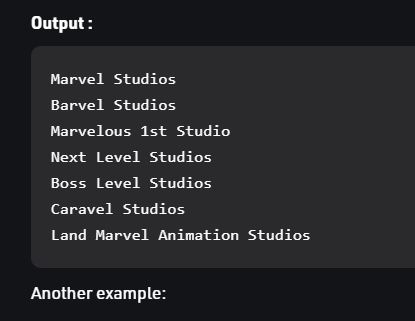 Output :
Marvel Studios
Barvel Studios
Marvelous 1st Studio
Next Level Studios
Boss Level Studios
Caravel Studios
Land Marvel Animation Studios
Another example: